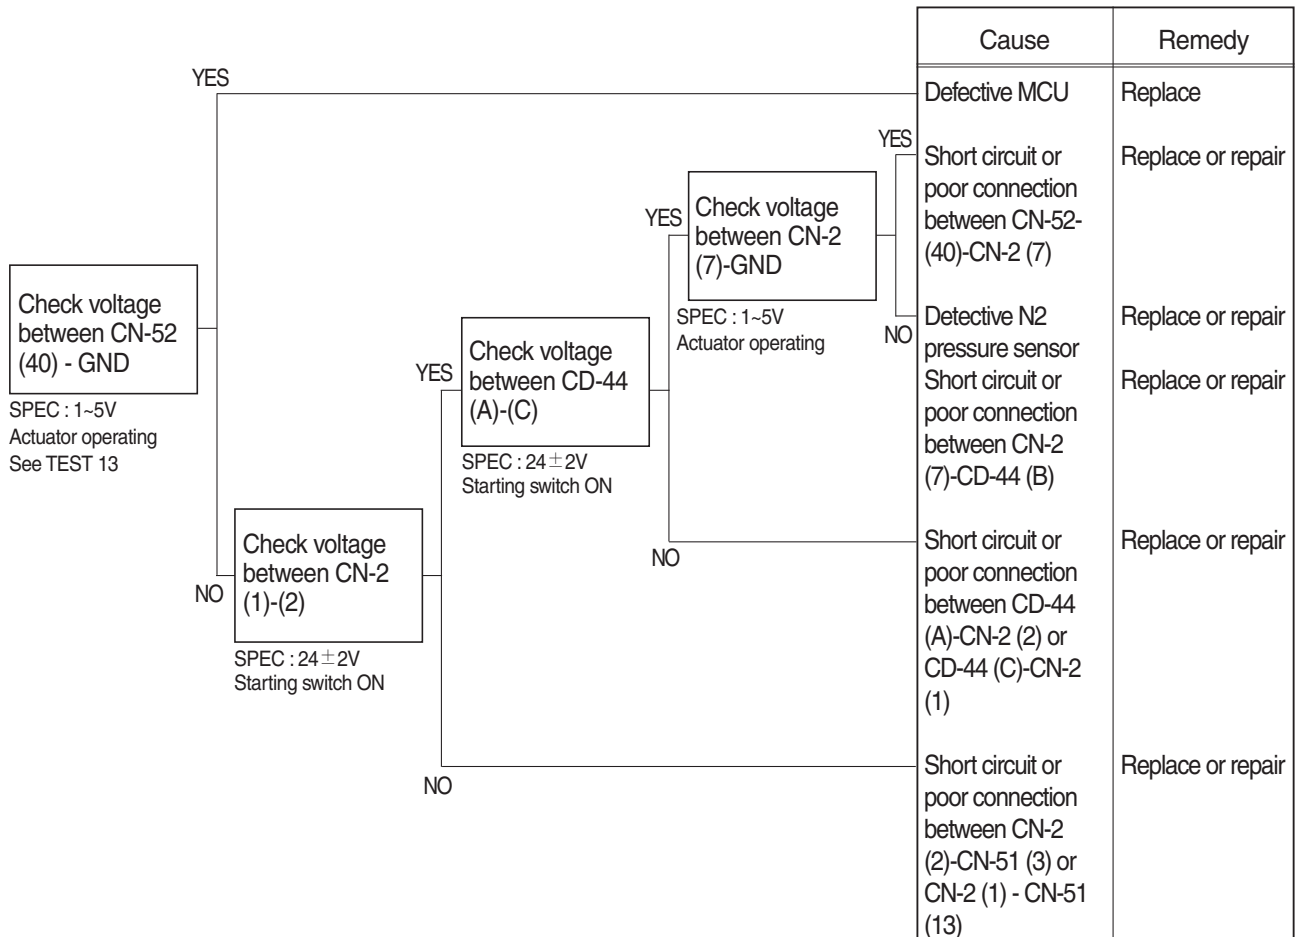 Cause
Remedy
YES
Defective MCU
Replace
YES
Short circuit or
poor connection
between CN-52-
(40)-CN-2 (7)
Replace or repair
YES
Check voltage
between CN-2
(7)-GND
SPEC : 1~5V
Actuator operating
NO
Detective N2
pressure sensor
Replace or repair
Short circuit or
poor connection
between CN-2
(7)-CD-44 (B)
Replace or repair
Check voltage
between CN-52
(40) - GND
SPEC : 1~5V
Actuator operating
See TEST 13
YES
Check voltage
between CD-44
(A)-(C)
SPEC : 24±2V
Starting switch ON
NO
Short circuit or
poor connection
between CD-44
(A)-CN-2 (2) or
CD-44 (C)-CN-2
(1)
Replace or repair
NO
Check voltage
between CN-2
(1)-(2)
SPEC : 24±2V
Starting switch ON
NO
Short circuit or
poor connection
between CN-2
(2)-CN-51 (3) or
CN-2 (1) - CN-51
(13)
Replace or repair